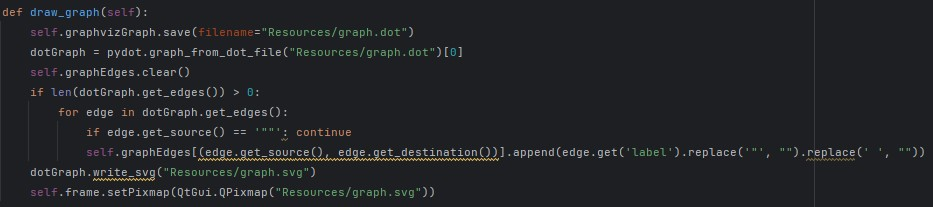 def draw_graph(self):
    self.graphvizGraph.save(filename="Resources/graph.dot")
    dotGraph = pydot.graph_from_dot_file("Resources/graph.dot")[0]
    self.graphEdges.clear()
    if len(dotGraph.get_edges()) > 0:
        for edge in dotGraph.get_edges():
            if edge.get_source() == '""': continue
            self.graphEdges[(edge.get_source(), edge.get_destination())].append(edge.get('label').replace('"', "").replace(' ', ""))
    dotGraph.write_svg("Resources/graph.svg")
    self.frame.setPixmap(QtGui.QPixmap("Resources/graph.svg"))